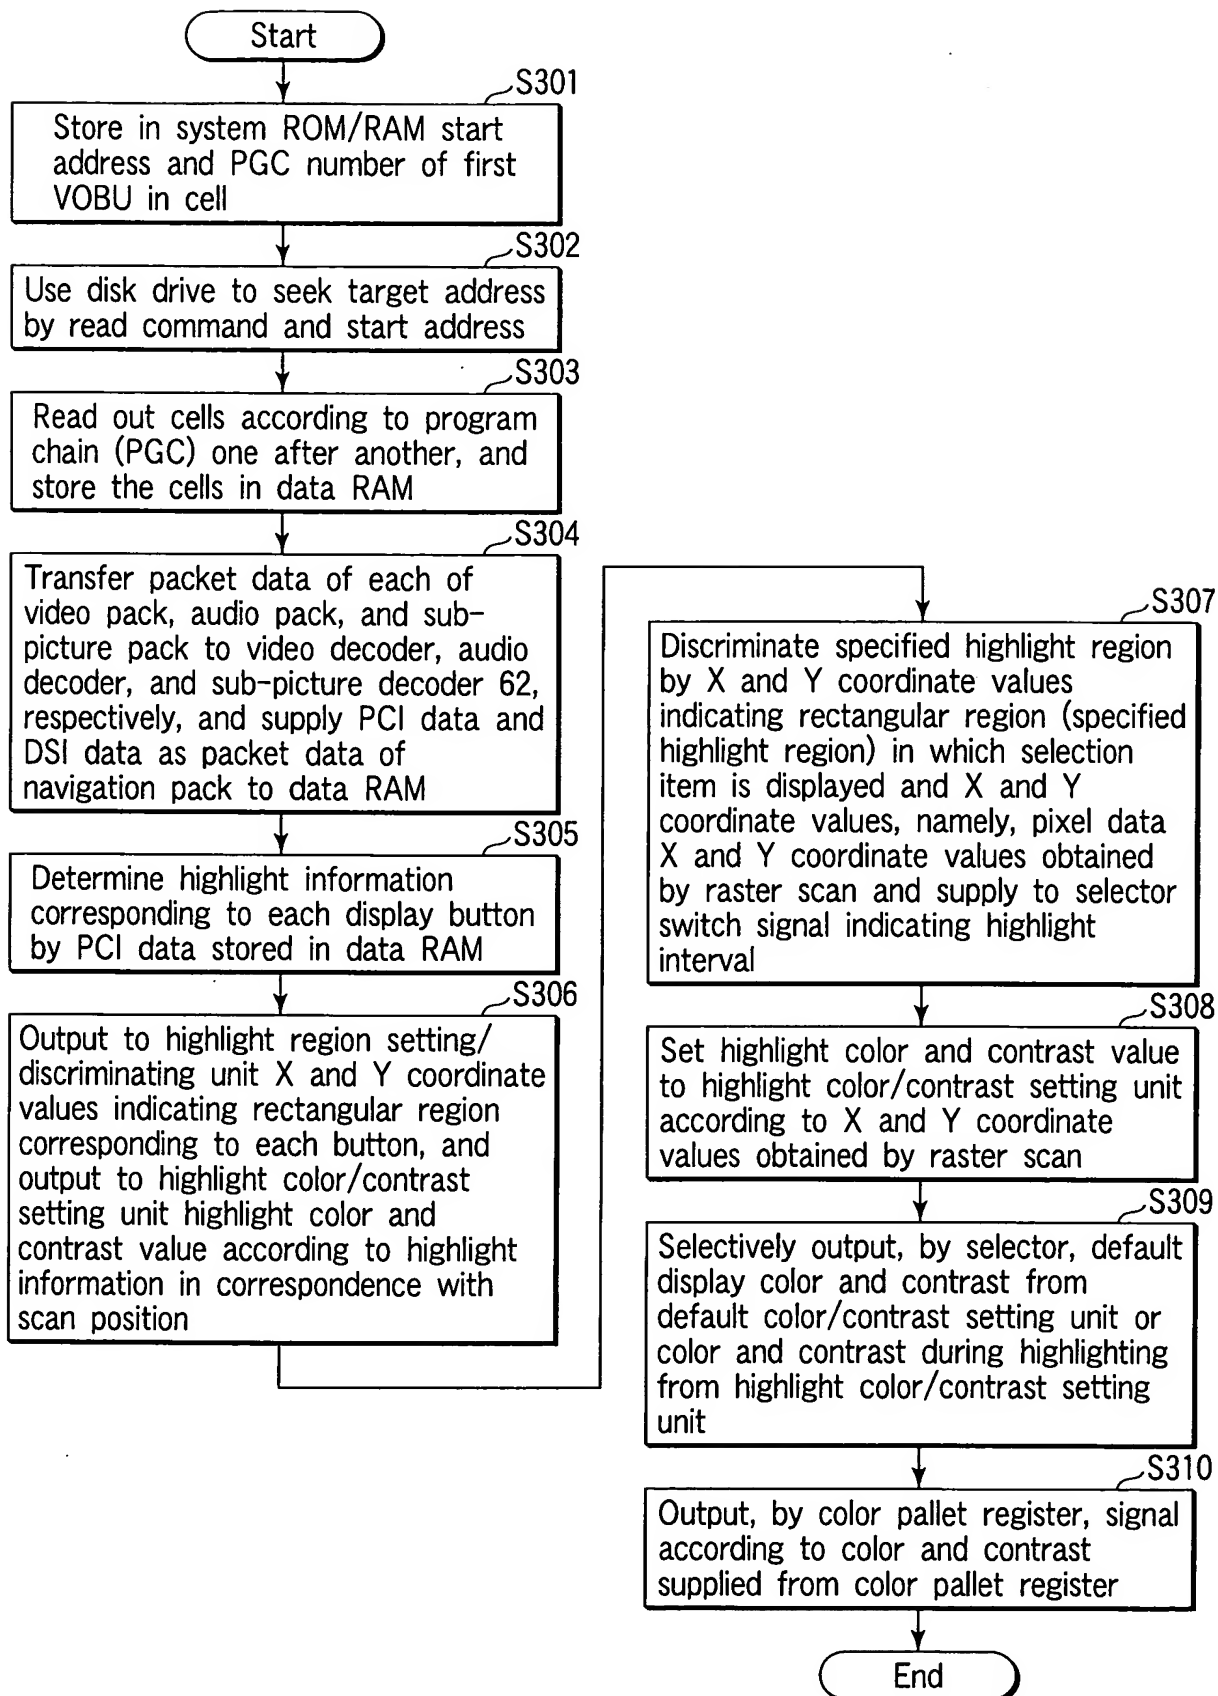 Start
S301
Store in system ROM/RAM start
address and PGC number of first
VOBU in cell
S302
Use disk drive to seek target address
by read command and start address
S303
Read out cells according to program
chain (PGC) one after another, and
store the cells in data RAM
S304
Transfer packet data of each of
video pack, audio pack, and sub-
picture pack to video decoder, audio
decoder, and sub-picture decoder 62,
respectively, and supply PCI data and
DSI data as packet data of
navigation pack to data RAM
S305
Determine highlight information
corresponding to each display button
by PCI data stored in data RAM
S306
Output to highlight region setting/
discriminating unit X and Y coordinate
values indicating rectangular region
corresponding to each button, and
output to highlight color/contrast
setting unit highlight color and
contrast value according to highlight
information in correspondence with
scan position
S307
Discriminate specified highlight region
by X and Y coordinate values
indicating rectangular region (specified
highlight region) in which selection
item is displayed and X and Y
coordinate values, namely, pixel data
X and Y coordinate values obtained
by raster scan and supply to selector
switch signal indicating highlight
interval
S308
Set highlight color and contrast value
to highlight color/contrast setting unit
according to X and Y coordinate
values obtained by raster scan
S309
Selectively output, by selector, default
display color and contrast from
default color/contrast setting unit or
color and contrast during highlighting
from highlight color/contrast setting
unit
S310
Output, by color pallet register, signal
according to color and contrast
supplied from color pallet register
End